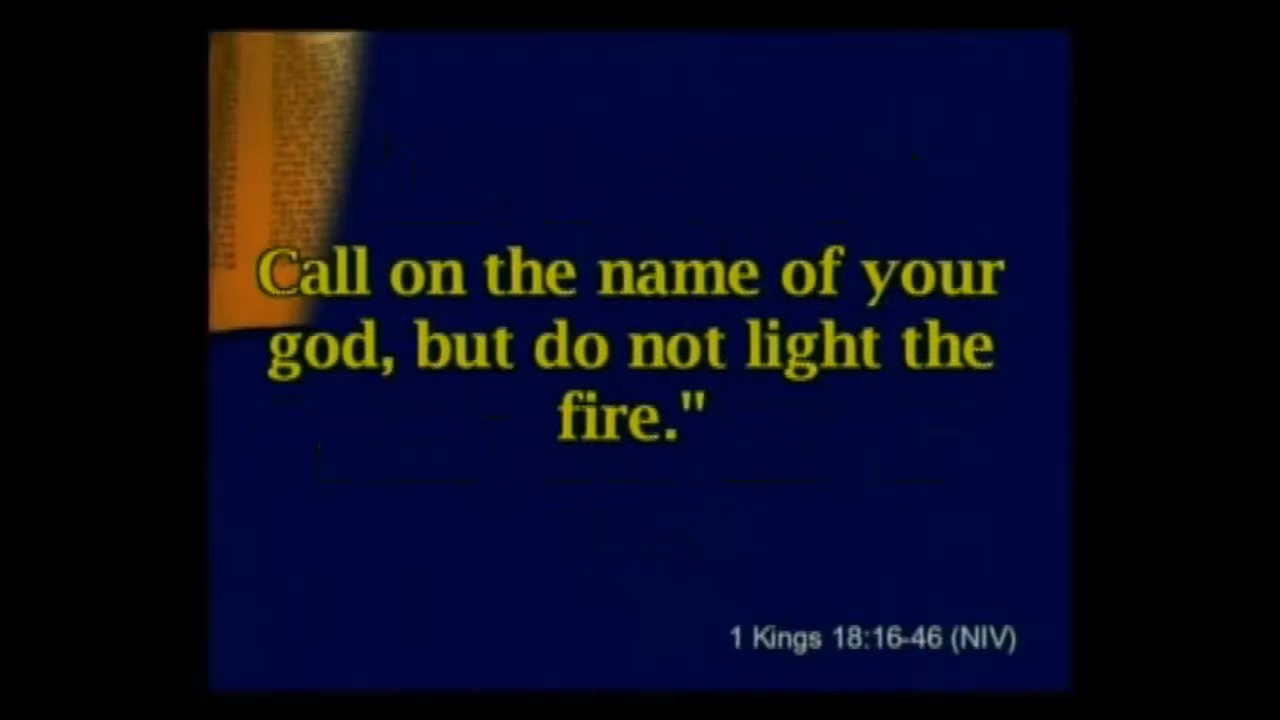 Call on the name of your
god, but do not light the
fire."
1 Kings 18:16-46 (NIV)